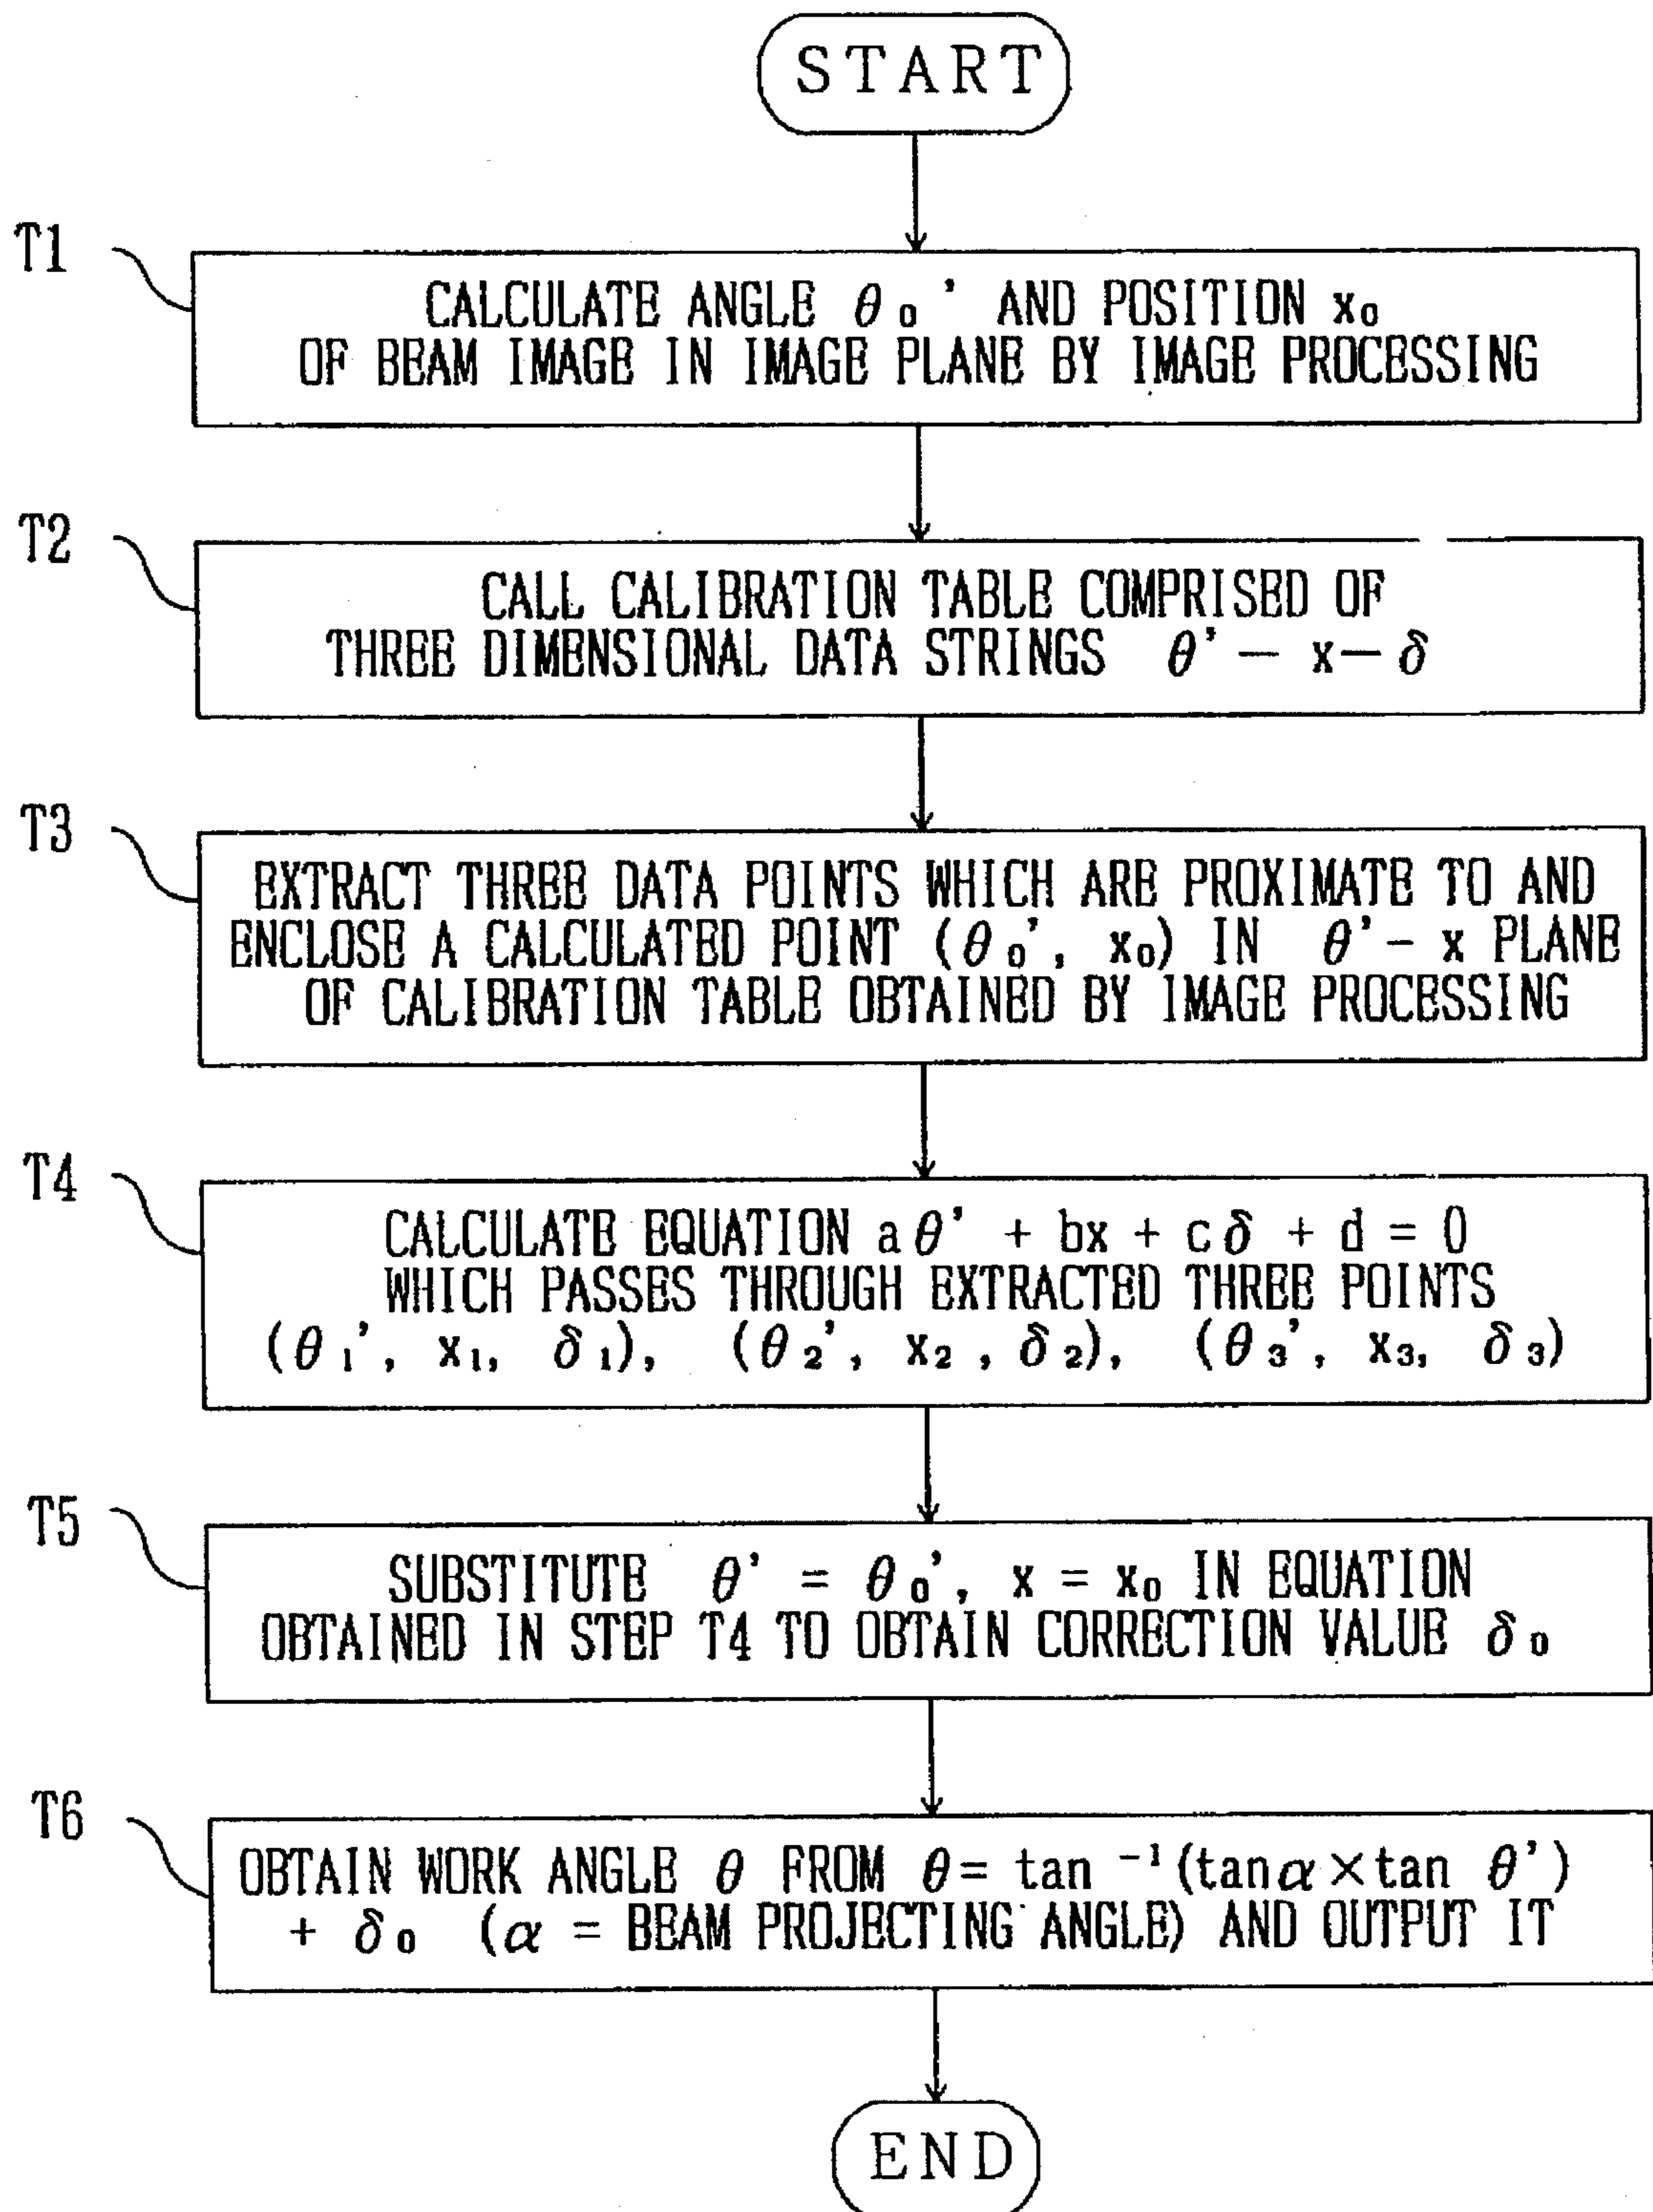 START
T1
CALCULATE ANGLE θ₀' AND POSITION x₀
OF BEAM IMAGE IN IMAGE PLANE BY IMAGE PROCESSING
T2
CALL CALIBRATION TABLE COMPRISED OF
THREE DIMENSIONAL DATA STRINGS θ' — x — δ
T3
EXTRACT THREE DATA POINTS WHICH ARE PROXIMATE TO AND
ENCLOSE A CALCULATED POINT (θ₀', x₀) IN θ' - x PLANE
OF CALIBRATION TABLE OBTAINED BY IMAGE PROCESSING
T4
CALCULATE EQUATION aθ' + bx + cδ + d = 0
WHICH PASSES THROUGH EXTRACTED THREE POINTS
(θ₁', x₁, δ₁), (θ₂', x₂, δ₂), (θ₃', x₃, δ₃)
T5
SUBSTITUTE θ' = θ₀', x = x₀ IN EQUATION
OBTAINED IN STEP T4 TO OBTAIN CORRECTION VALUE δ₀
T6
OBTAIN WORK ANGLE θ FROM θ = tan ⁻¹(tanα × tan θ')
+ δ₀ (α = BEAM PROJECTING ANGLE) AND OUTPUT IT
END